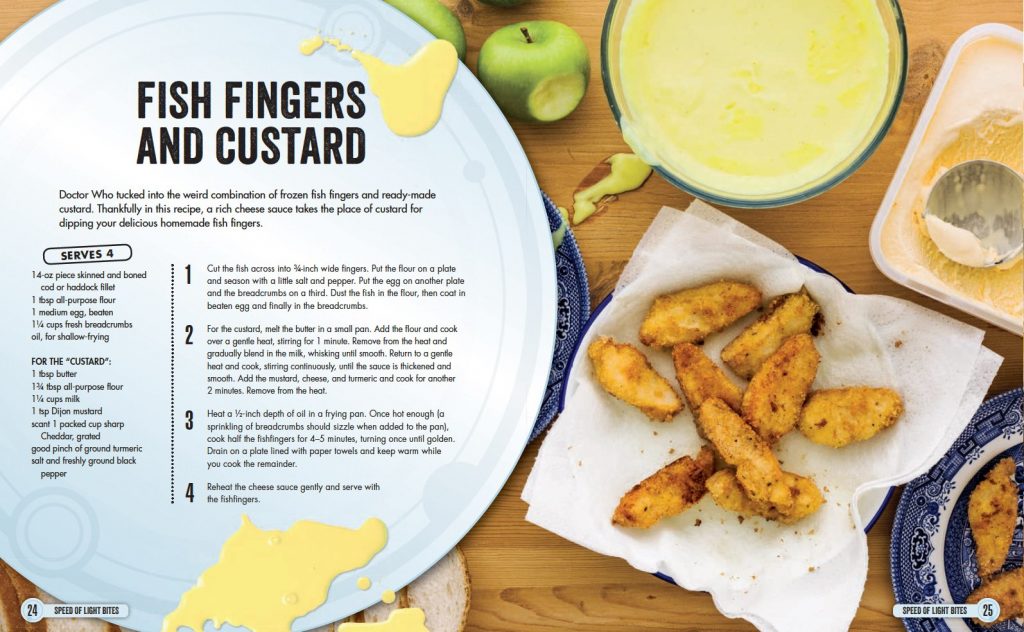 FISH FINGERS
AND CUSTARD
Doctor Who tucked into the weird combination of frozen fish fingers and ready-made
custard. Thankfully in this recipe, a rich cheese sauce takes the place of custard for
dipping your delicious homemade fish fingers.
SERVES 4
14-oz piece skinned and boned
cod or haddock fillet
1 tbsp all-purpose flour
1 medium egg, beaten
1¼ cups fresh breadcrumbs
oil, for shallow-frying
FOR THE "CUSTARD":
1 tbsp butter
1¾ tbsp all-purpose flour
1¼ cups milk
1 tsp Dijon mustard
scant 1 packed cup sharp
Cheddar, grated
good pinch of ground turmeric
salt and freshly ground black
pepper
1
Cut the fish across into ¾-inch wide fingers. Put the flour on a plate
and season with a little salt and pepper. Put the egg on another plate
and the breadcrumbs on a third. Dust the fish in the flour, then coat in
beaten egg and finally in the breadcrumbs.
2
For the custard, melt the butter in a small pan. Add the flour and cook
over a gentle heat, stirring for 1 minute. Remove from the heat and
gradually blend in the milk, whisking until smooth. Return to a gentle
heat and cook, stirring continuously, until the sauce is thickened and
smooth. Add the mustard, cheese, and turmeric and cook for another
2 minutes. Remove from the heat.
3
Heat a ½-inch depth of oil in a frying pan. Once hot enough (a
sprinkling of breadcrumbs should sizzle when added to the pan),
cook half the fishfingers for 4–5 minutes, turning once until golden.
Drain on a plate lined with paper towels and keep warm while
you cook the remainder.
4
Reheat the cheese sauce gently and serve with
the fishfingers.
24 SPEED OF LIGHT BITES
SPEED OF LIGHT BITES 25